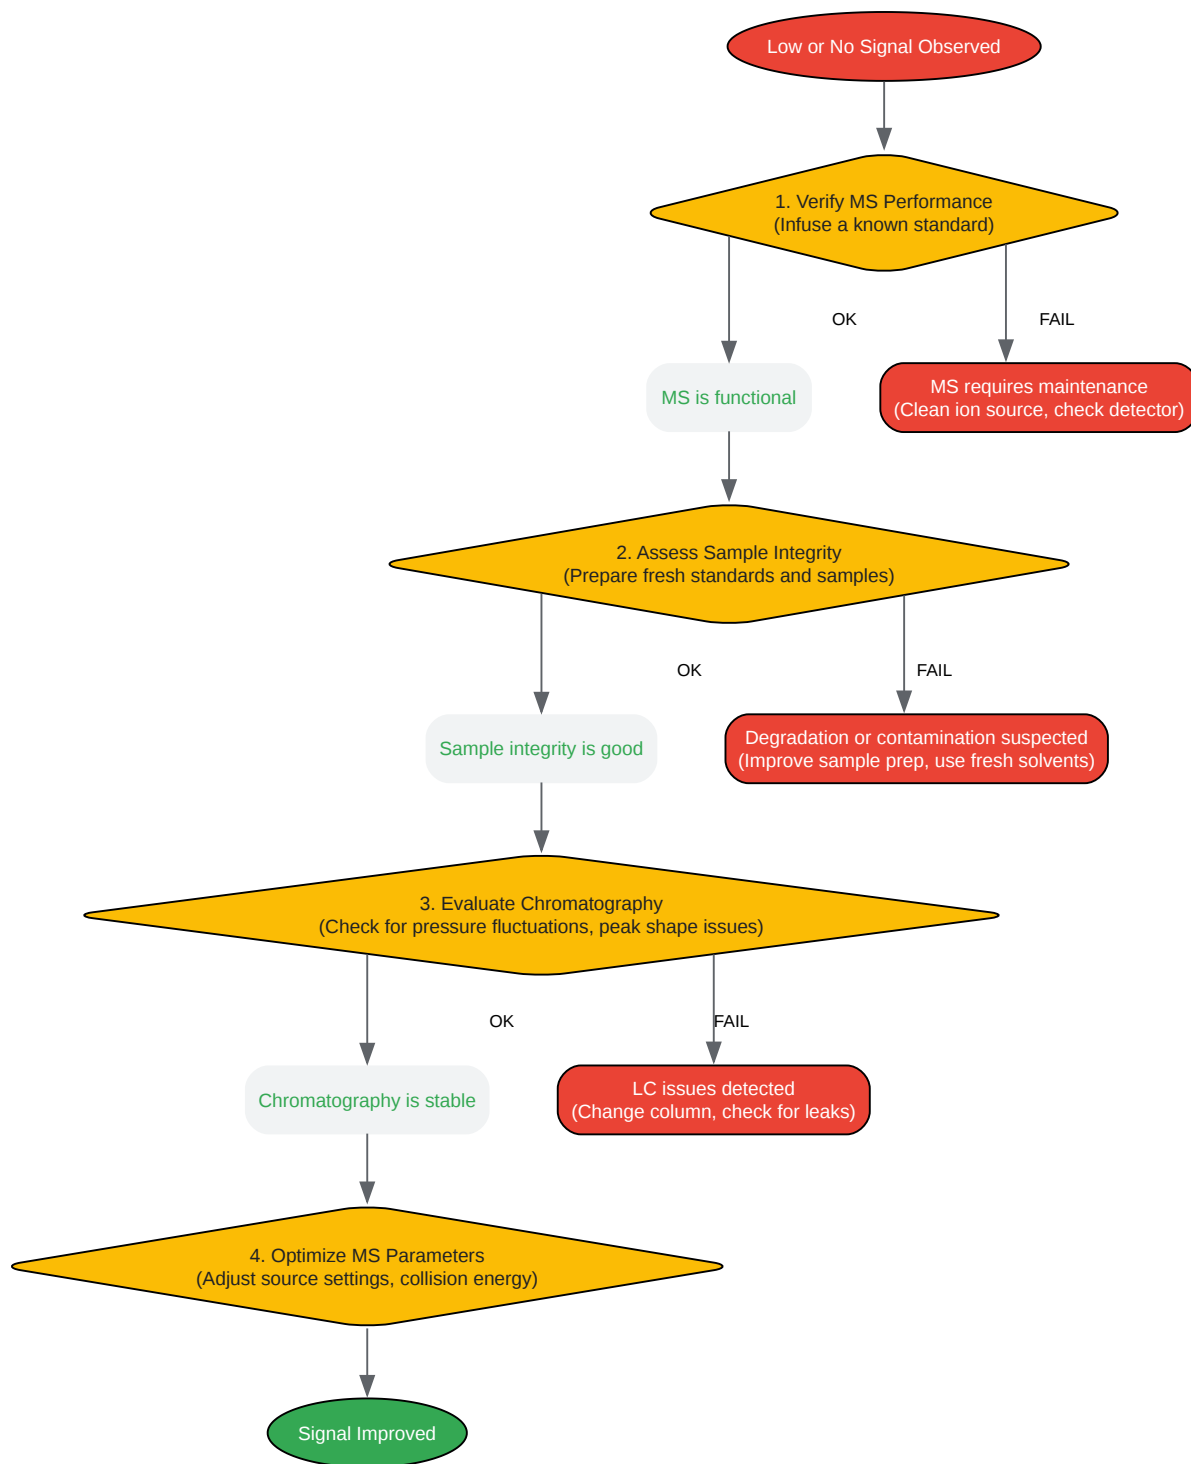 Low or No Signal Observed
1. Verify MS Performance
(Infuse a known standard)
OK
FAIL
MS is functional
MS requires maintenance
(Clean ion source, check detector)
2. Assess Sample Integrity
(Prepare fresh standards and samples)
OK
FAIL
Sample integrity is good
Degradation or contamination suspected
(Improve sample prep, use fresh solvents)
3. Evaluate Chromatography
(Check for pressure fluctuations, peak shape issues)
OK
FAIL
Chromatography is stable
LC issues detected
(Change column, check for leaks)
4. Optimize MS Parameters
(Adjust source settings, collision energy)
Signal Improved